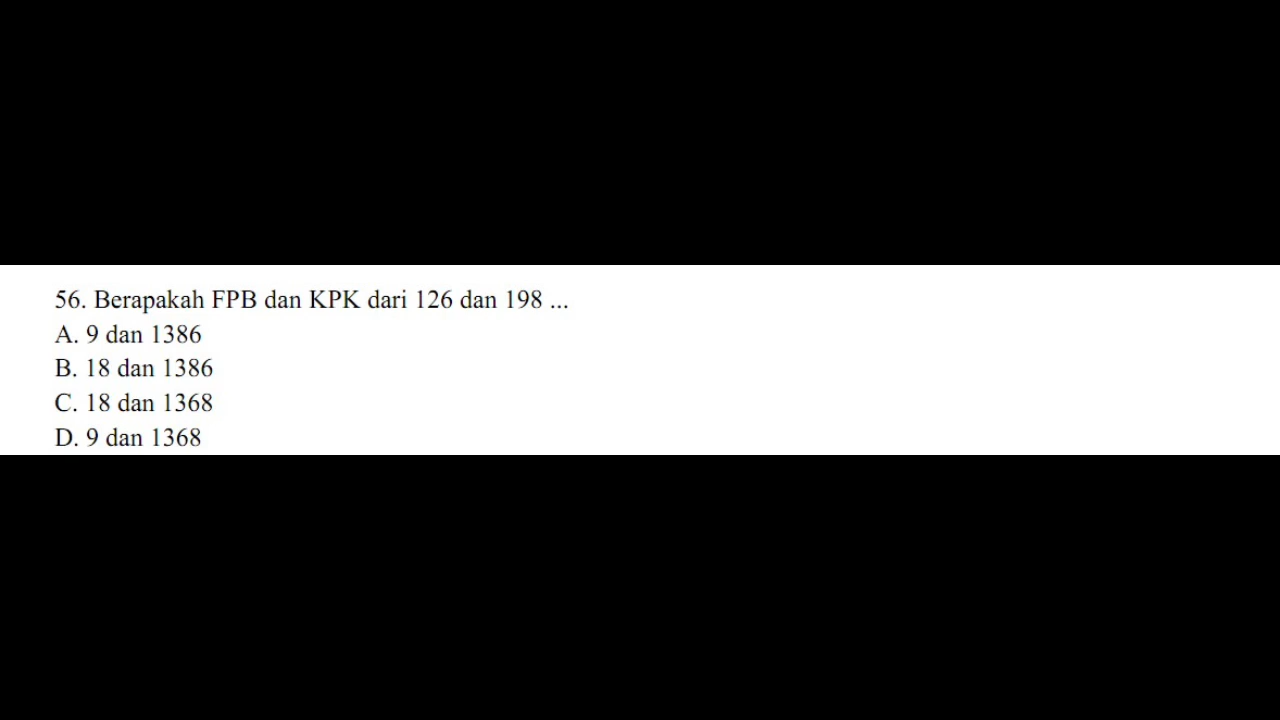 56. Berapakah FPB dan KPK dari 126 dan 198 ...
A. 9 dan 1386
B. 18 dan 1386
C. 18 dan 1368
D. 9 dan 1368